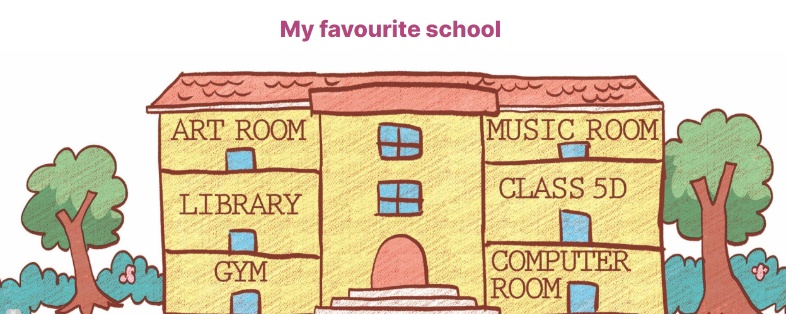 My favourite school
ART ROOM
MUSIC ROOM
LIBRARY
CLASS 5D
GYM
COMPUTER
ROOM